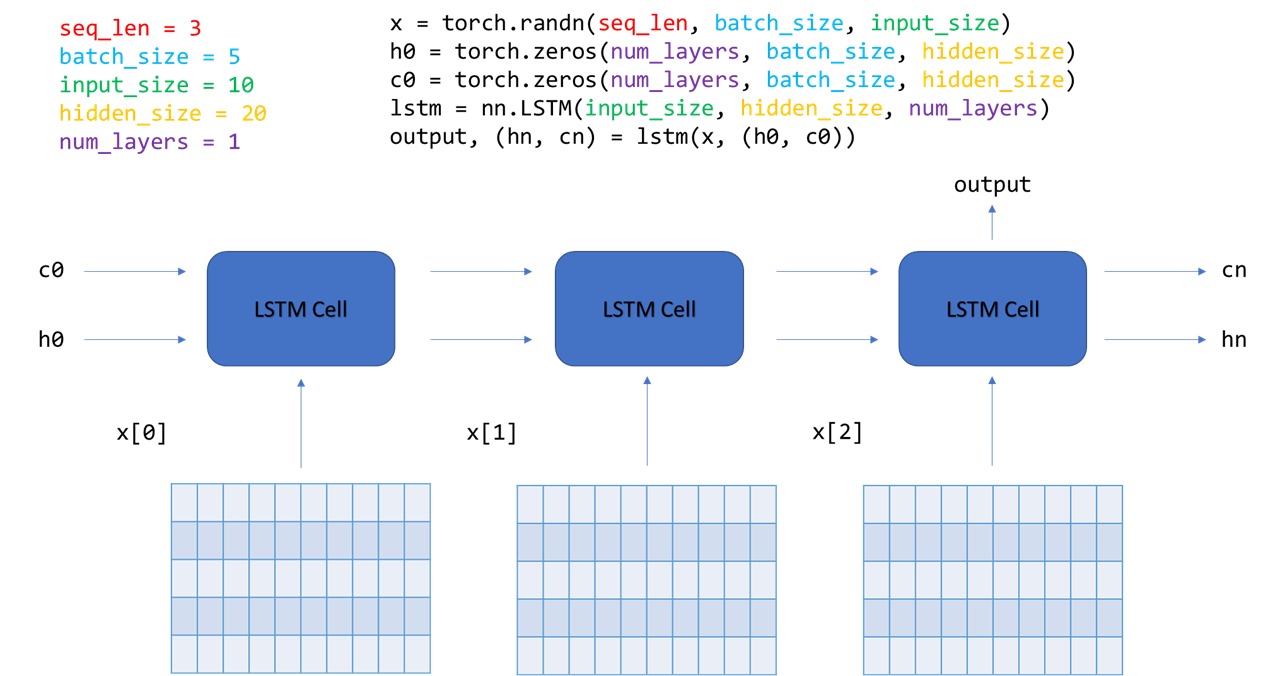 seq_len = 3
batch_size = 5
input_size = 10
hidden_size = 20
num_layers = 1
x = torch.randn(seq_len, batch_size, input_size)
h0 = torch.zeros(num_layers, batch_size, hidden_size)
c0 = torch.zeros(num_layers, batch_size, hidden_size)
lstm = nn.LSTM(input_size, hidden_size, num_layers)
output, (hn, cn) = lstm(x, (h0, c0))
output
c0
cn
LSTM Cell
LSTM Cell
LSTM Cell
h0
hn
x[0]
x[1]
x[2]